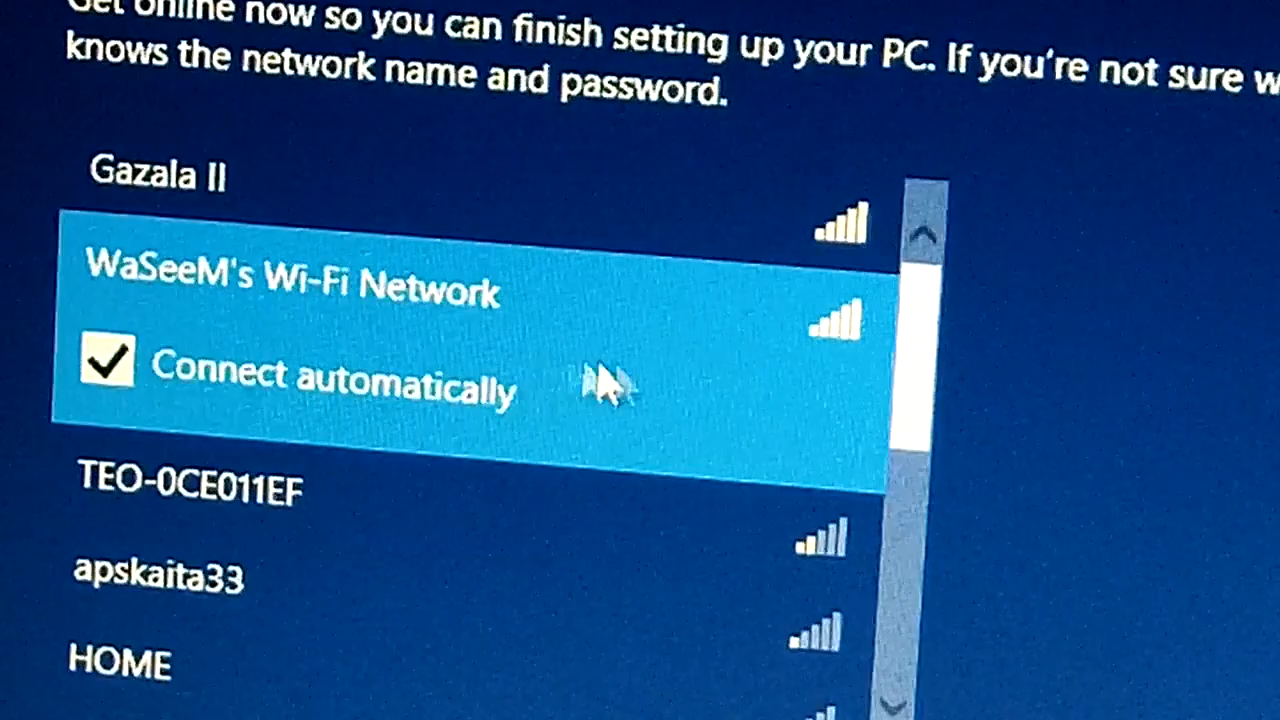 Get online now so you can finish setting up your PC. If you're not sure
knows the network name and password.
Gazala II
WaSeeM's Wi-Fi Network
Connect automatically
TEO-0CE011EF
apskaita33
HOME